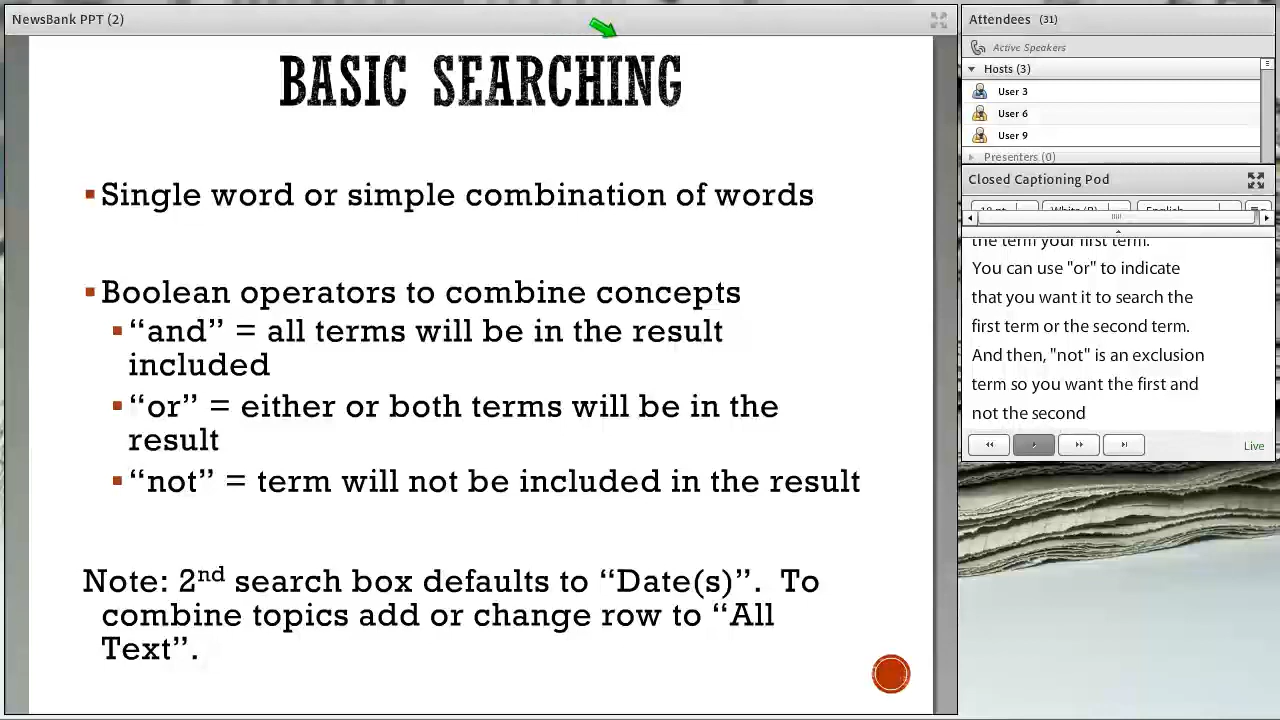 NewsBank PPT (2)
BASIC SEARCHING
▪Single word or simple combination of words
▪Boolean operators to combine concepts
▪“and” = all terms will be in the result
included
▪“or” = either or both terms will be in the
result
▪“not” = term will not be included in the result
Note: 2nd search box defaults to “Date(s)”. To
combine topics add or change row to “All
Text”.
Attendees (31)
Active Speakers
Hosts (3)
User 3
User 6
User 9
Presenters (0)
Closed Captioning Pod
English
the term your first term.
You can use "or" to indicate
that you want it to search the
first term or the second term.
And then, "not" is an exclusion
term so you want the first and
not the second
Live